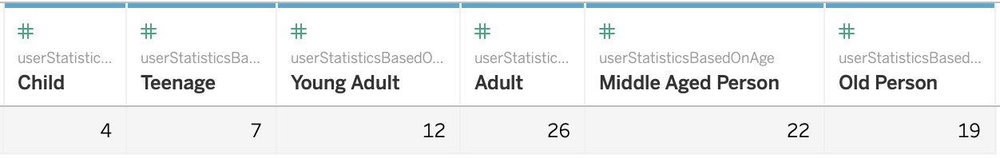 # # # # # #
userStatistic... userStatisticsBa... userStatisticsBasedO... userStatistic... userStatisticsBasedOnAge userStatisticsBased...
Child Teenage Young Adult Adult Middle Aged Person Old Person
4 7 12 26 22 19